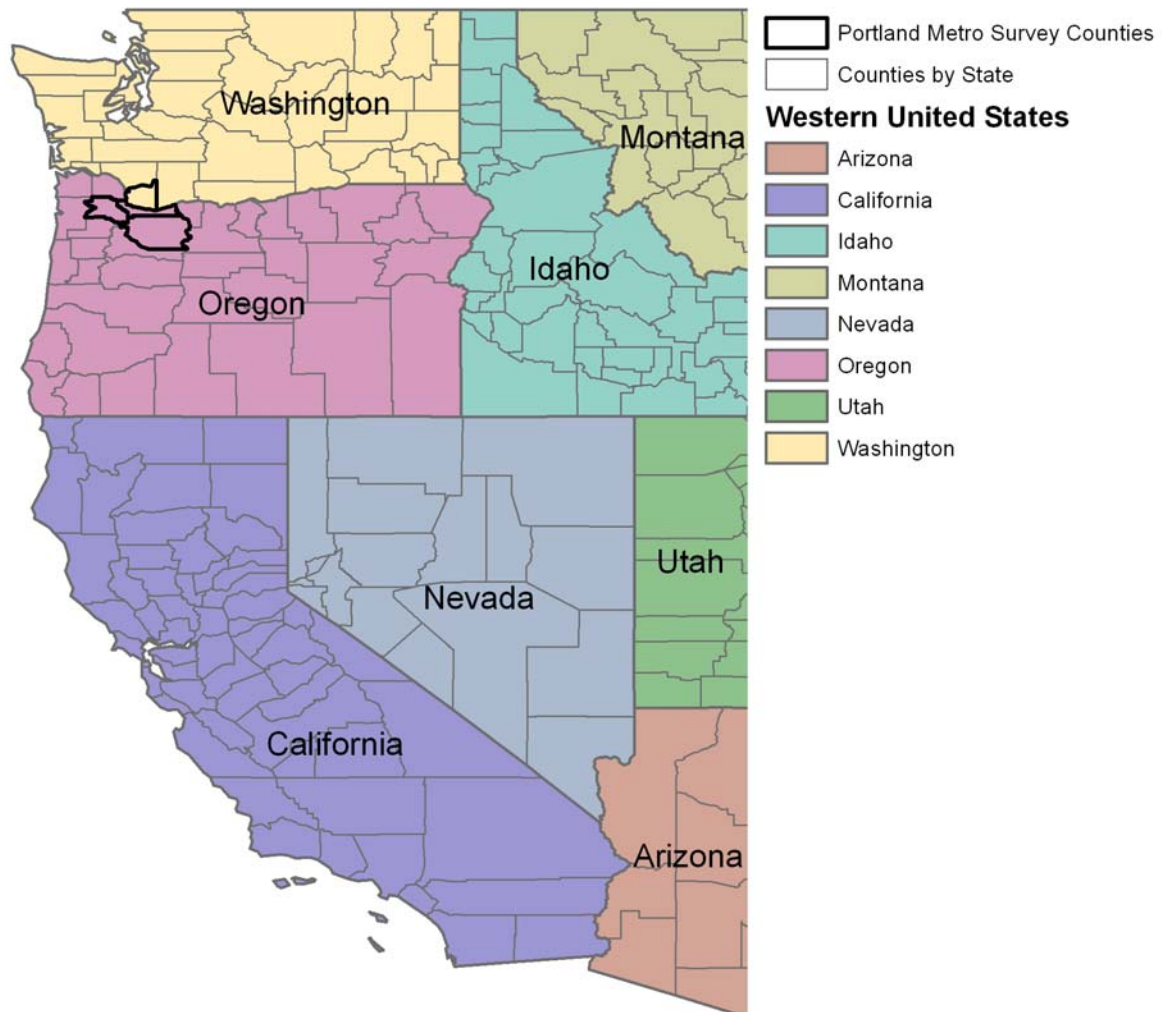 Portland Metro Survey Counties
Counties by State
Western United States
Arizona
California
Idaho
Montana
Nevada
Oregon
Utah
Washington
Washington
Montana
Idaho
Oregon
Utah
Nevada
California
Arizona